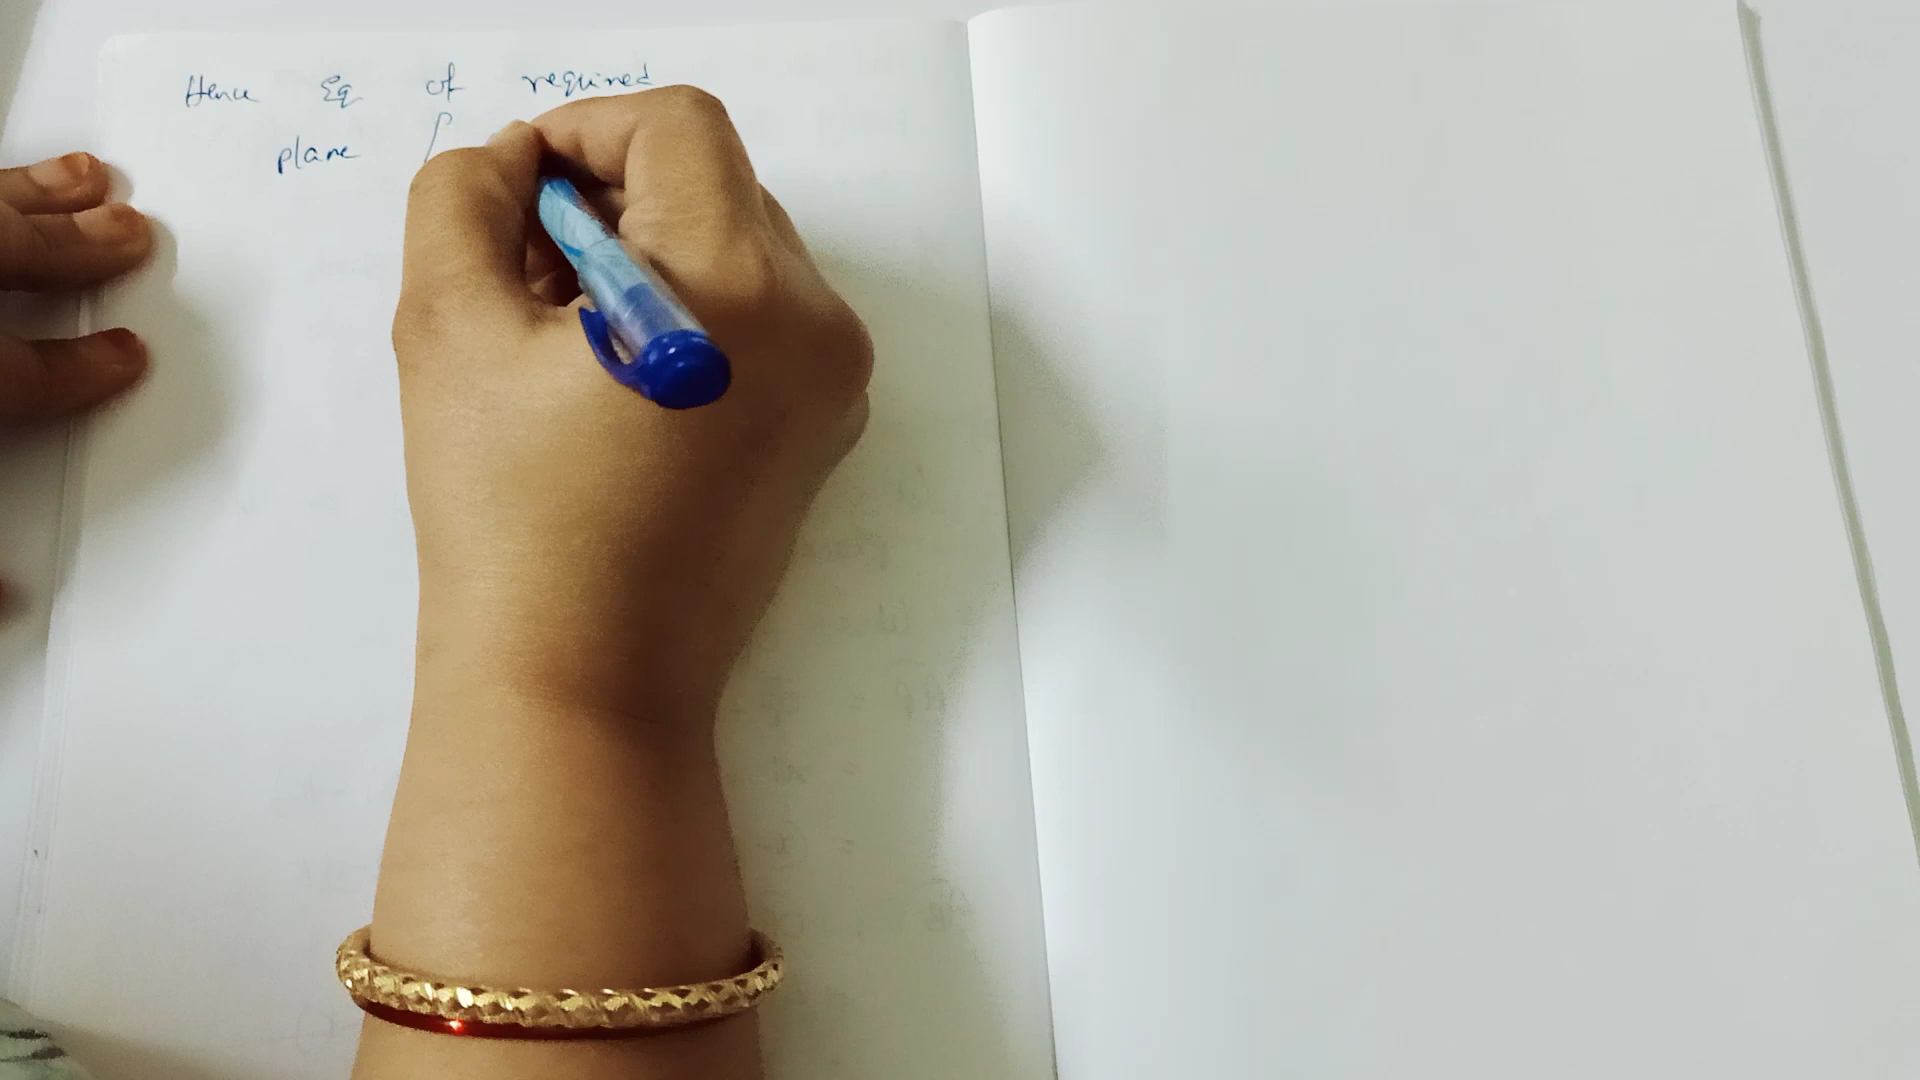 Hence Eq of required
plane